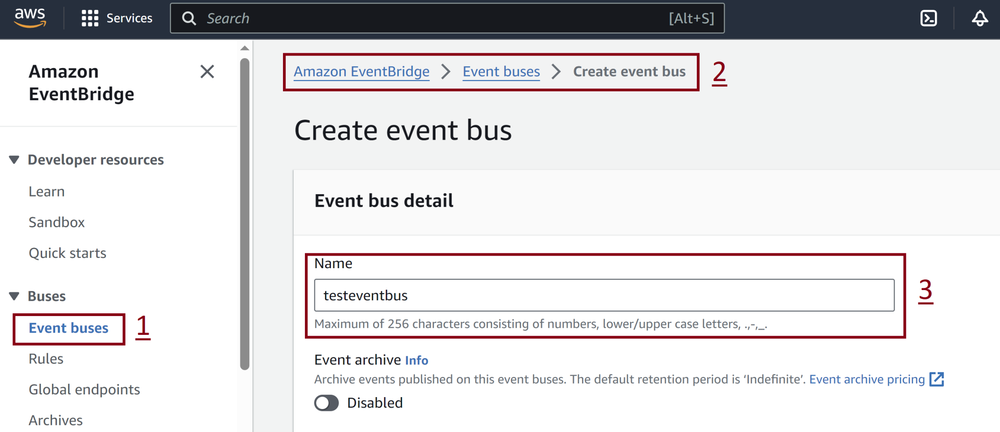 aws
Services
Search
[Alt+S]
Amazon
EventBridge
Developer resources
Learn
Sandbox
Quick starts
Buses
Event buses
1
Rules
Global endpoints
Archives
Amazon EventBridge > Event buses > Create event bus
2
Create event bus
Event bus detail
Name
testeventbus
Maximum of 256 characters consisting of numbers, lower/upper case letters, .,-,_.
3
Event archive Info
Archive events published on this event buses. The default retention period is ‘Indefinite’. Event archive pricing
Disabled